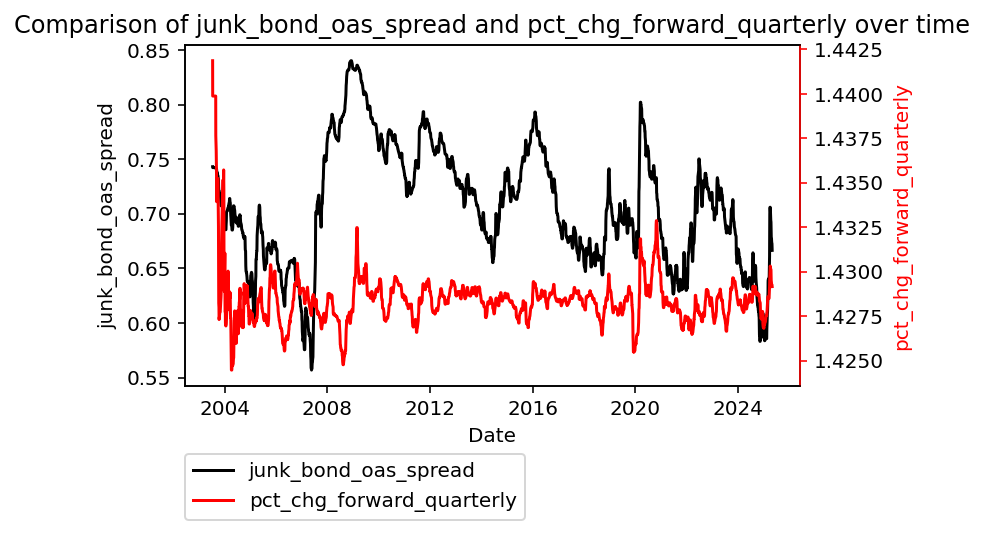 Comparison of junk_bond_oas_spread and pct_chg_forward_quarterly over time
0.85
0.80
0.75
0.70
0.65
0.60
0.55
junk_bond_oas_spread
1.4425
1.4400
1.4375
1.4350
1.4325
1.4300
1.4275
1.4250
pct_chg_forward_quarterly
2004 2008 2012 2016 2020 2024
Date
junk_bond_oas_spread
pct_chg_forward_quarterly